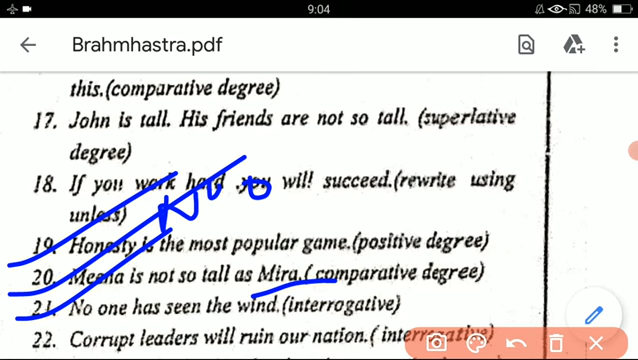 9:04
48%
Brahmhastra.pdf
this.(comparative degree)
17. John is tall. His friends are not so tall. (superlative
degree)
18. If you work hard ,you will succeed.(rewrite using
unless)
19. Honesty is the most popular game.(positive degree)
20. Meena is not so tall as Mira.(comparative degree)
21. No one has seen the wind.(interrogative)
22. Corrupt leaders will ruin our nation.( interrogative)